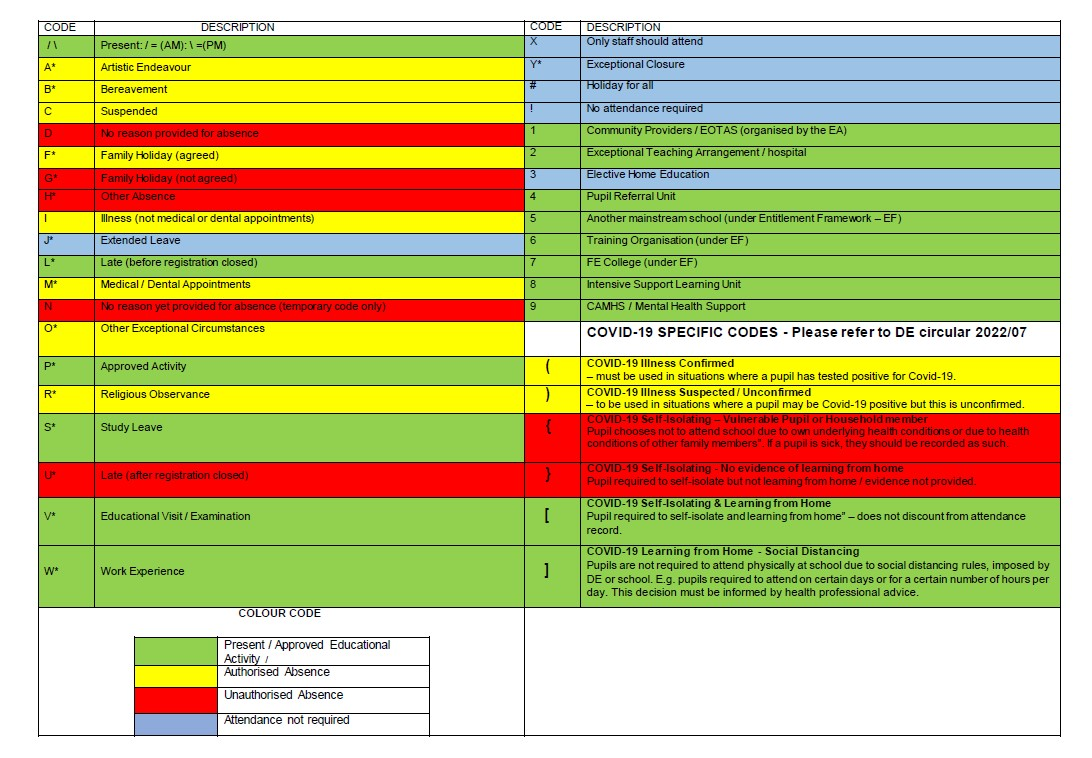 CODE DESCRIPTION CODE DESCRIPTION
/ \ Present: / = (AM): \ =(PM) X Only staff should attend
A* Artistic Endeavour Y* Exceptional Closure
B* Bereavement # Holiday for all
C Suspended ! No attendance required
D No reason provided for absence 1 Community Providers / EOTAS (organised by the EA)
F* Family Holiday (agreed) 2 Exceptional Teaching Arrangement / hospital
G* Family Holiday (not agreed) 3 Elective Home Education
H* Other Absence 4 Pupil Referral Unit
I Illness (not medical or dental appointments) 5 Another mainstream school (under Entitlement Framework – EF)
J* Extended Leave 6 Training Organisation (under EF)
L* Late (before registration closed) 7 FE College (under EF)
M* Medical / Dental Appointments 8 Intensive Support Learning Unit
N No reason yet provided for absence (temporary code only) 9 CAMHS / Mental Health Support
O* Other Exceptional Circumstances COVID-19 SPECIFIC CODES - Please refer to DE circular 2022/07
P* Approved Activity ( COVID-19 Illness Confirmed
– must be used in situations where a pupil has tested positive for Covid-19.
R* Religious Observance ) COVID-19 Illness Suspected / Unconfirmed
– to be used in situations where a pupil may be Covid-19 positive but this is unconfirmed.
S* Study Leave { COVID-19 Self-Isolating – Vulnerable Pupil or Household member
Pupil chooses not to attend school due to own underlying health conditions or due to health
conditions of other family members". If a pupil is sick, they should be recorded as such.
U* Late (after registration closed) } COVID-19 Self-Isolating - No evidence of learning from home
Pupil required to self-isolate but not learning from home / evidence not provided.
V* Educational Visit / Examination [ COVID-19 Self-Isolating & Learning from Home
Pupil required to self-isolate and learning from home" – does not discount from attendance
record.
W* Work Experience ] COVID-19 Learning from Home - Social Distancing
Pupils are not required to attend physically at school due to social distancing rules, imposed by
DE or school. E.g. pupils required to attend on certain days or for a certain number of hours per
day. This decision must be informed by health professional advice.
COLOUR CODE
Present / Approved Educational
Activity /
Authorised Absence
Unauthorised Absence
Attendance not required